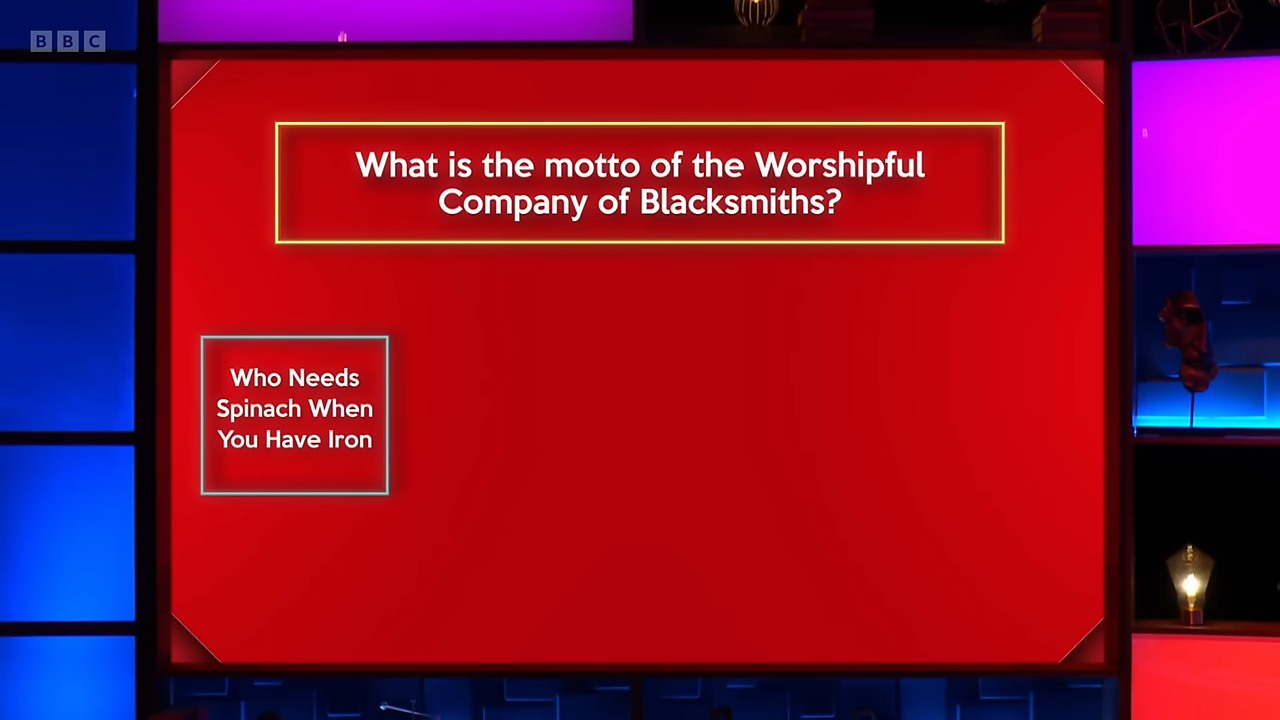 BBC
What is the motto of the Worshipful
Company of Blacksmiths?
Who Needs
Spinach When
You Have Iron